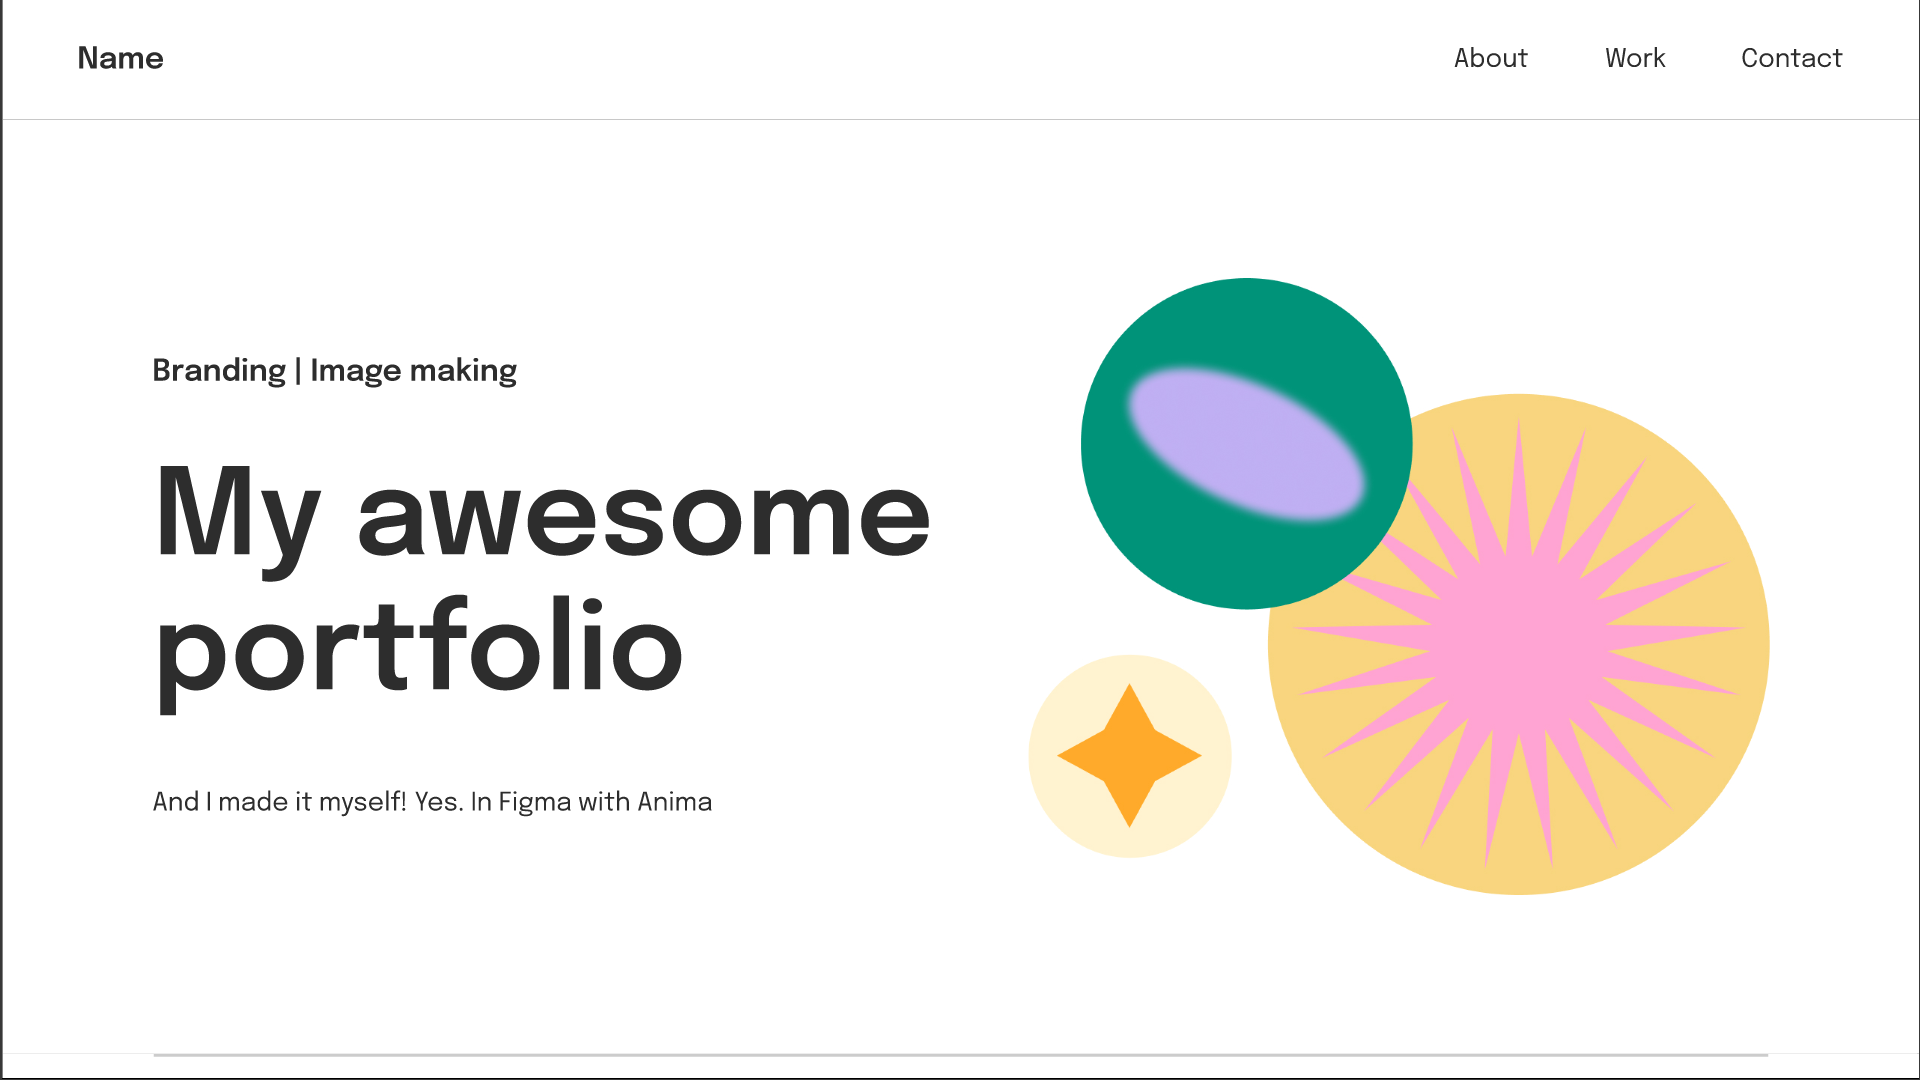 Name
About Work Contact
Branding | Image making
My awesome
portfolio
And I made it myself! Yes. In Figma with Anima